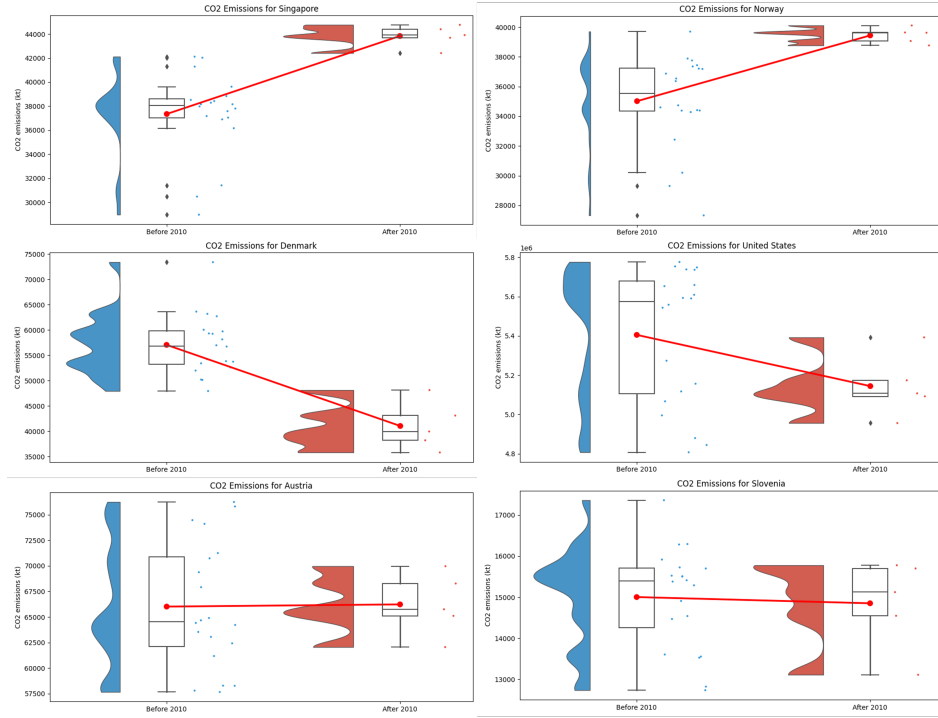 CO2 Emissions for Singapore
CO2 emissions (kt)
44000
42000
40000
38000
36000
34000
32000
30000
Before 2010
After 2010
CO2 Emissions for Norway
CO2 emissions (kt)
40000
38000
36000
34000
32000
30000
28000
Before 2010
After 2010
CO2 Emissions for Denmark
CO2 emissions (kt)
75000
70000
65000
60000
55000
50000
45000
40000
35000
Before 2010
After 2010
CO2 Emissions for United States
1e6
CO2 emissions (kt)
5.8
5.6
5.4
5.2
5.0
4.8
Before 2010
After 2010
CO2 Emissions for Austria
CO2 emissions (kt)
75000
72500
70000
67500
65000
62500
60000
57500
Before 2010
After 2010
CO2 Emissions for Slovenia
CO2 emissions (kt)
17000
16000
15000
14000
13000
Before 2010
After 2010